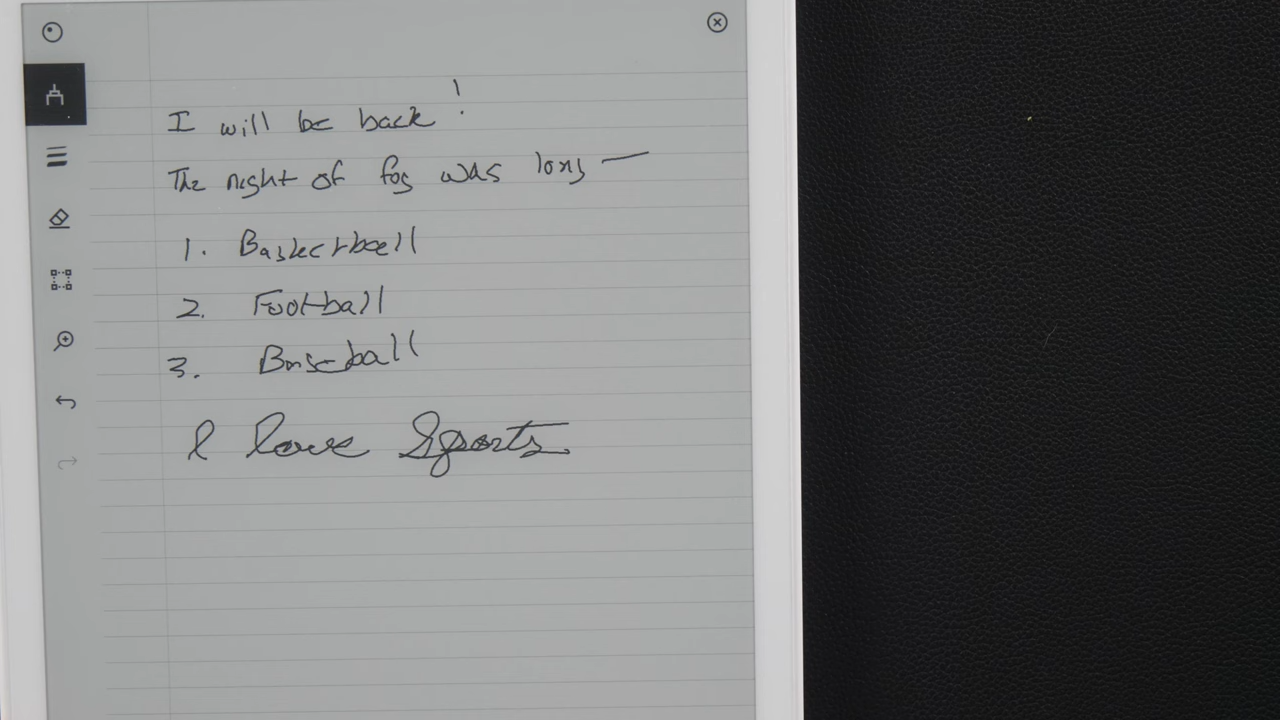 I will be back!
The night of fog was long —
1. Basketball
2. Football
3. Baseball
I love Sports